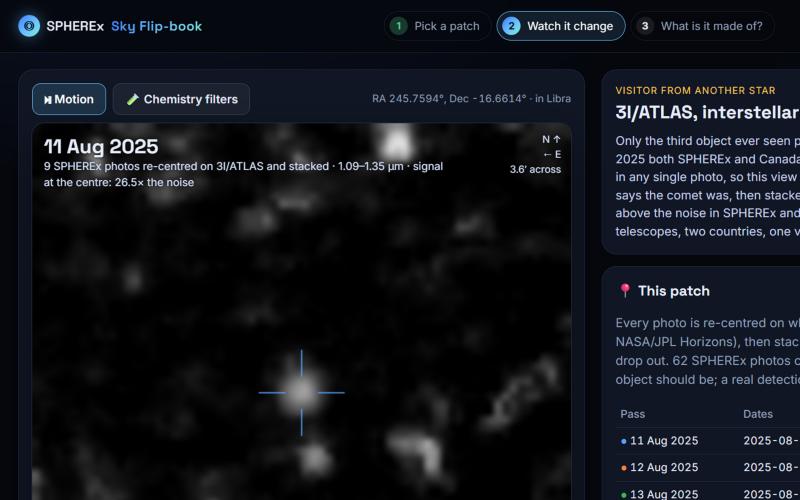 SPHEREx Sky Flip-book
1 Pick a patch
2 Watch it change
3 What is it made of?
Motion
Chemistry filters
RA 245.7594°, Dec -16.6614° · in Libra
11 Aug 2025
9 SPHEREx photos re-centred on 3I/ATLAS and stacked · 1.09–1.35 µm · signal
at the centre: 26.5× the noise
N ↑
← E
3.6′ across
VISITOR FROM ANOTHER STAR
3I/ATLAS, interstellar
Only the third object ever seen
2025 both SPHEREx and Canada
in any single photo, so this view
says the comet was, then stacke
above the noise in SPHEREx and
telescopes, two countries, one v
This patch
Every photo is re-centred on w
NASA/JPL Horizons), then stac
drop out. 62 SPHEREx photos c
object should be; a real detecti
Pass Dates
11 Aug 2025 2025-08-
12 Aug 2025 2025-08-
13 Aug 2025 2025-08-